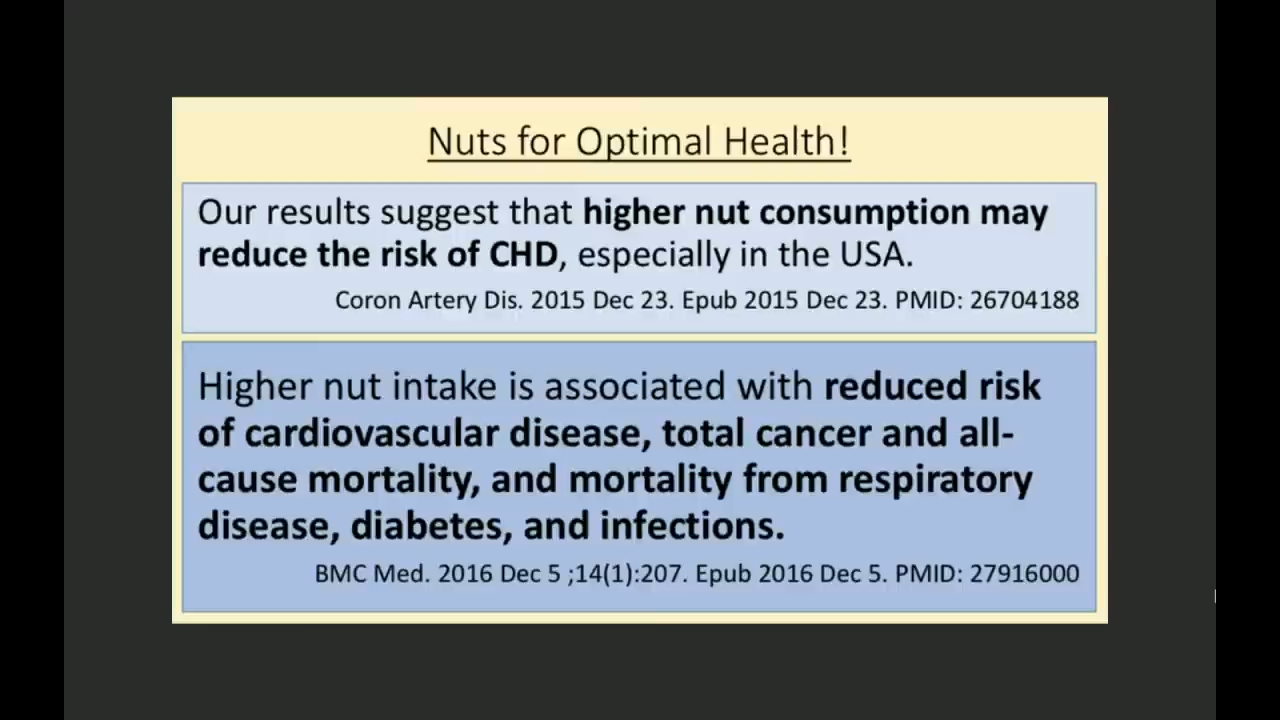 Nuts for Optimal Health!
Our results suggest that higher nut consumption may
reduce the risk of CHD, especially in the USA.
Coron Artery Dis. 2015 Dec 23. Epub 2015 Dec 23. PMID: 26704188
Higher nut intake is associated with reduced risk
of cardiovascular disease, total cancer and all-
cause mortality, and mortality from respiratory
disease, diabetes, and infections.
BMC Med. 2016 Dec 5 ;14(1):207. Epub 2016 Dec 5. PMID: 27916000